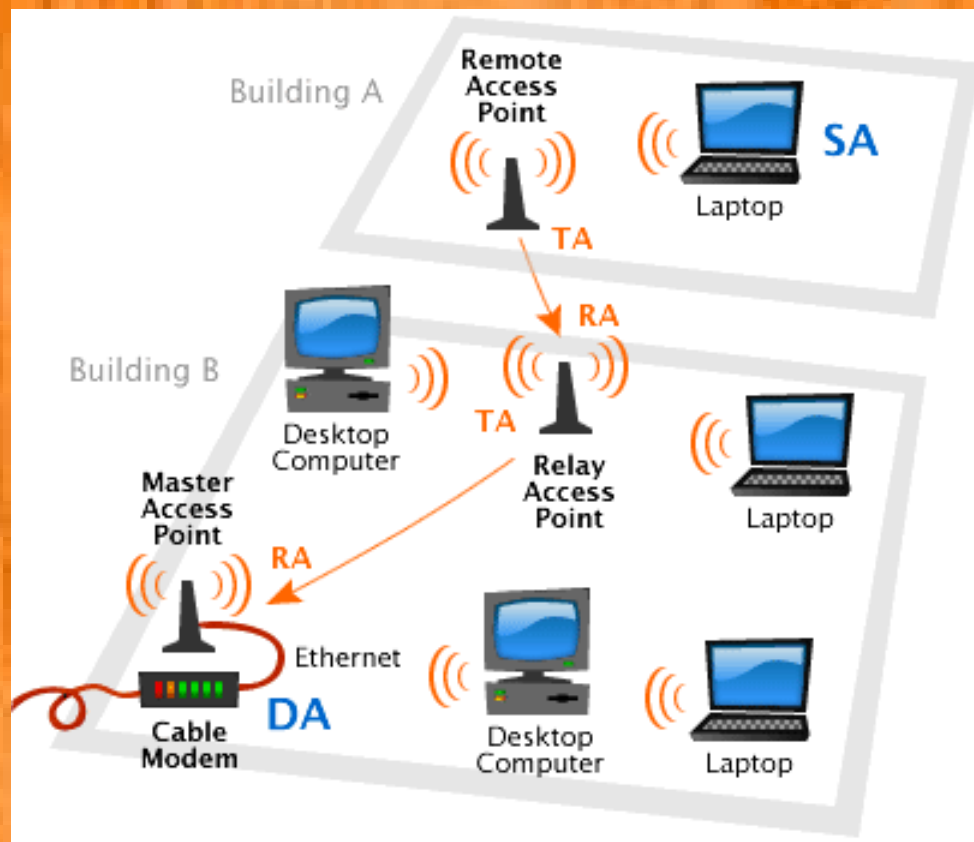 Building A
Remote
Access
Point
SA
Laptop
TA
RA
Building B
TA
Desktop
Computer
Relay
Access
Point
Laptop
Master
Access
Point
RA
Ethernet
DA
Cable
Modem
Desktop
Computer
Laptop